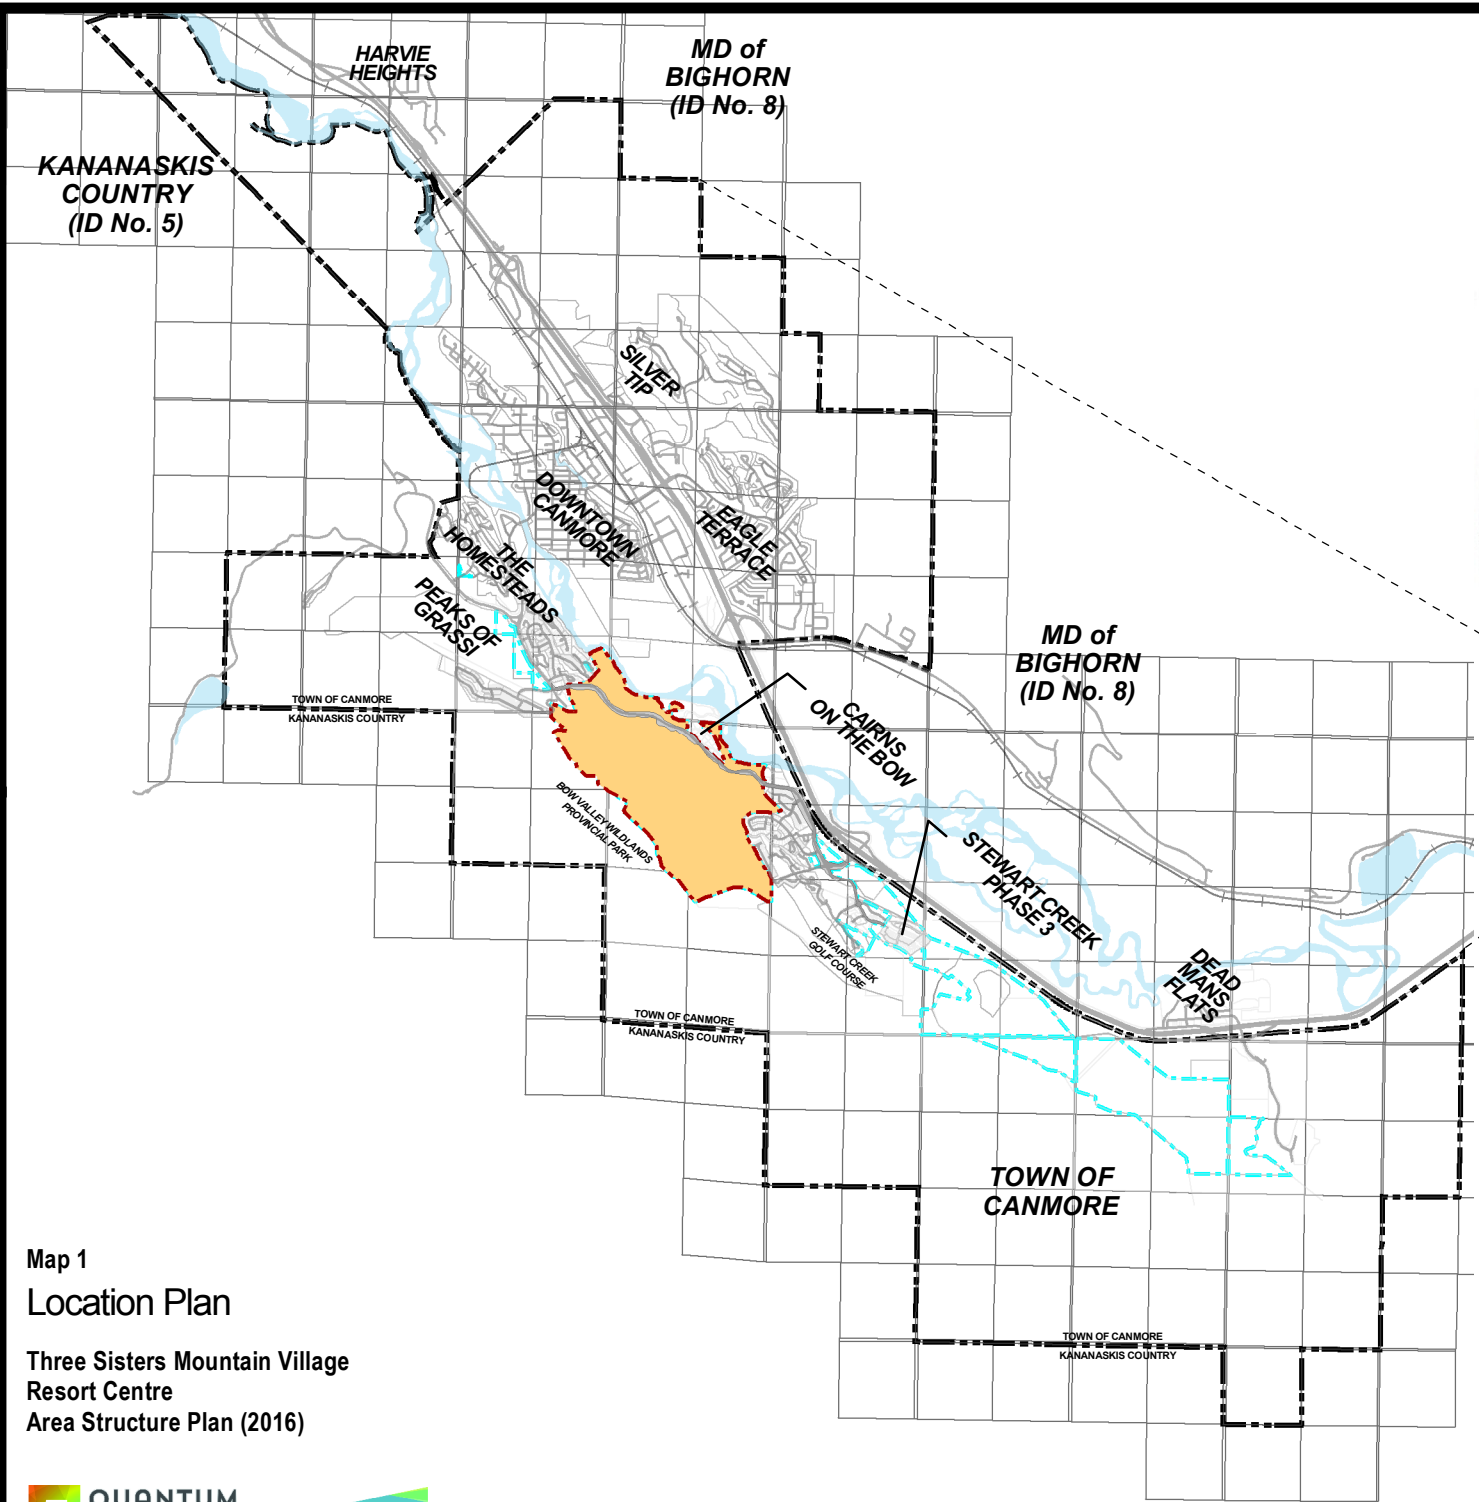 HARVIE
HEIGHTS
MD of
BIGHORN
(ID No. 8)
KANANASKIS
COUNTRY
(ID No. 5)
SILVER
TIP
DOWNTOWN
CANMORE
EAGLE
TERRACE
THE
HOMESTEADS
PEAKS OF
GRASSI
MD of
BIGHORN
(ID No. 8)
TOWN OF CANMORE
KANANASKIS COUNTRY
CAIRNS
ON THE BOW
BOW VALLEY WILDLANDS
PROVINCIAL PARK
STEWART CREEK
PHASE 3
STEWART CREEK
GOLF COURSE
DEAD
MANS
FLATS
TOWN OF CANMORE
KANANASKIS COUNTRY
TOWN OF
CANMORE
TOWN OF CANMORE
KANANASKIS COUNTRY
Map 1
Location Plan
Three Sisters Mountain Village
Resort Centre
Area Structure Plan (2016)
QUANTUM